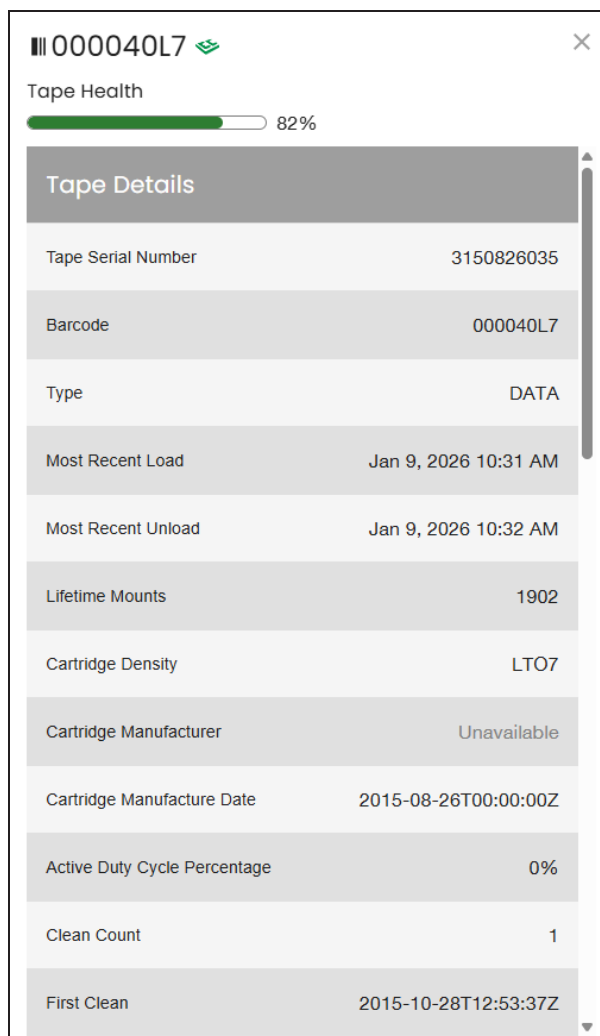 000040L7
Tape Health
82%
Tape Details
Tape Serial Number 3150826035
Barcode 000040L7
Type DATA
Most Recent Load Jan 9, 2026 10:31 AM
Most Recent Unload Jan 9, 2026 10:32 AM
Lifetime Mounts 1902
Cartridge Density LTO7
Cartridge Manufacturer Unavailable
Cartridge Manufacture Date 2015-08-26T00:00:00Z
Active Duty Cycle Percentage 0%
Clean Count 1
First Clean 2015-10-28T12:53:37Z